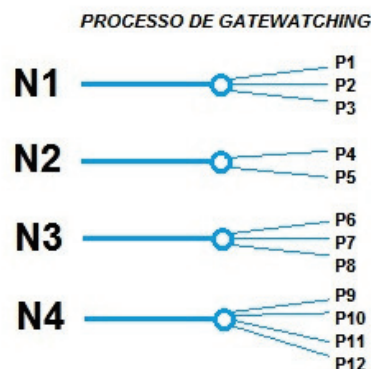 PROCESSO DE GATEWATCHING
N1
P1
P2
P3
N2
P4
P5
N3
P6
P7
P8
N4
P9
P10
P11
P12